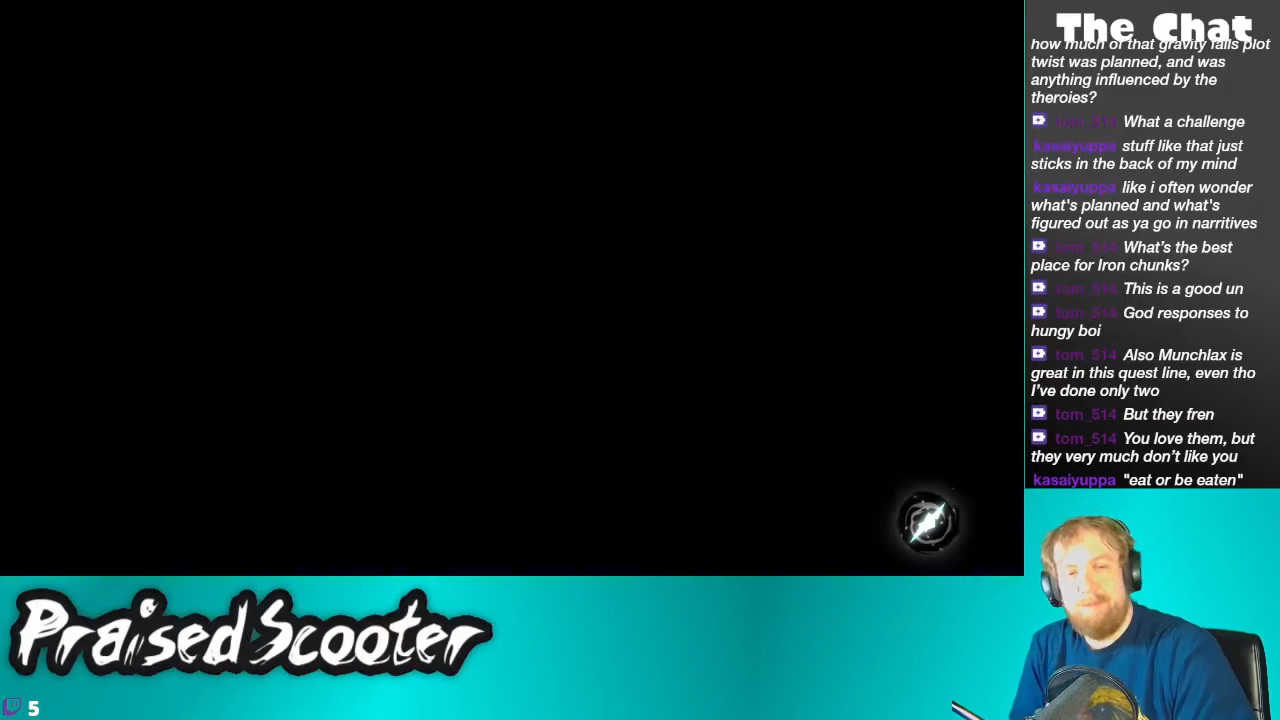 The Chat
how much of that gravity falls plot
twist was planned, and was
anything influenced by the
theroies?
tom_514 What a challenge
kasaiyuppa stuff like that just
sticks in the back of my mind
kasaiyuppa like i often wonder
what's planned and what's
figured out as ya go in narritives
tom_514 What’s the best
place for Iron chunks?
tom_514 This is a good un
tom_514 God responses to
hungy boi
tom_514 Also Munchlax is
great in this quest line, even tho
I’ve done only two
tom_514 But they fren
tom_514 You love them, but
they very much don’t like you
kasaiyuppa "eat or be eaten"
PraisedScooter
5